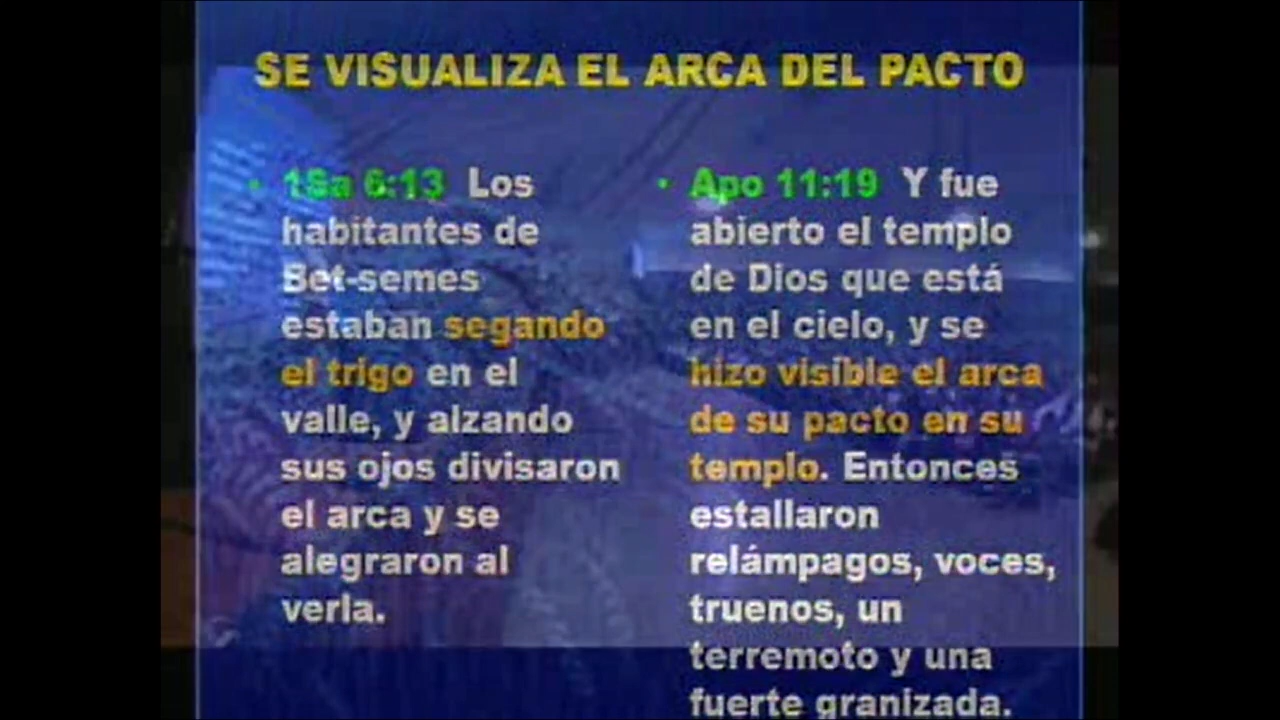 SE VISUALIZA EL ARCA DEL PACTO
• 1Sa 6:13 Los
habitantes de
Bet-semes
estaban segando
el trigo en el
valle, y alzando
sus ojos divisaron
el arca y se
alegraron al
verla.
• Apo 11:19 Y fue
abierto el templo
de Dios que está
en el cielo, y se
hizo visible el arca
de su pacto en su
templo. Entonces
estallaron
relámpagos, voces,
truenos, un
terremoto y una
fuerte granizada.